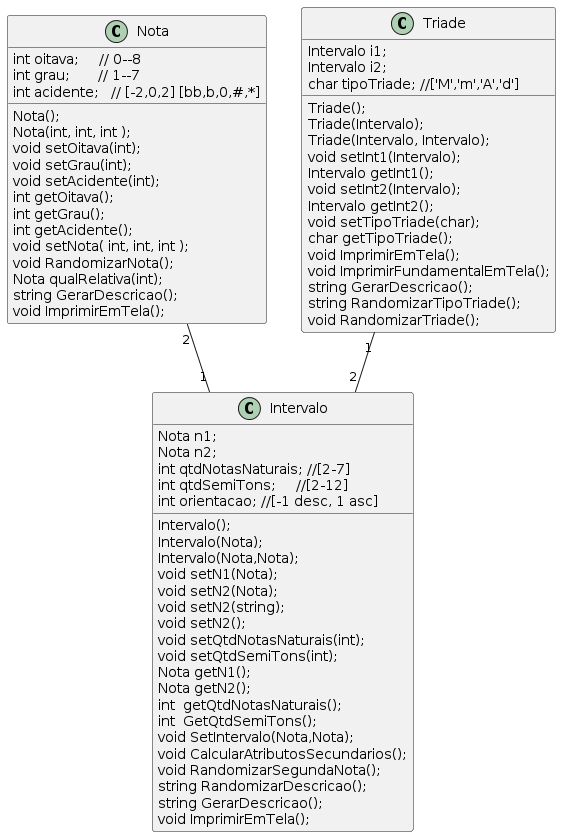 C Nota
int oitava;     // 0--8
int grau;       // 1--7
int acidente;   // [-2,0,2] [bb,b,0,#,*]
Nota();
Nota(int, int, int );
void setOitava(int);
void setGrau(int);
void setAcidente(int);
int getOitava();
int getGrau();
int getAcidente();
void setNota( int, int, int );
void RandomizarNota();
Nota qualRelativa(int);
string GerarDescricao();
void ImprimirEmTela();
C Triade
Intervalo i1;
Intervalo i2;
char tipoTriade; //['M','m','A','d']
Triade();
Triade(Intervalo);
Triade(Intervalo, Intervalo);
void setInt1(Intervalo);
Intervalo getInt1();
void setInt2(Intervalo);
Intervalo getInt2();
void setTipoTriade(char);
char getTipoTriade();
void ImprimirEmTela();
void ImprimirFundamentalEmTela();
string GerarDescricao();
string RandomizarTipoTriade();
void RandomizarTriade();
2
1
1
2
C Intervalo
Nota n1;
Nota n2;
int qtdNotasNaturais; //[2-7]
int qtdSemiTons;     //[2-12]
int orientacao; //[-1 desc, 1 asc]
Intervalo();
Intervalo(Nota);
Intervalo(Nota,Nota);
void setN1(Nota);
void setN2(Nota);
void setN2(string);
void setN2();
void setQtdNotasNaturais(int);
void setQtdSemiTons(int);
Nota getN1();
Nota getN2();
int  getQtdNotasNaturais();
int  GetQtdSemiTons();
void SetIntervalo(Nota,Nota);
void CalcularAtributosSecundarios();
void RandomizarSegundaNota();
string RandomizarDescricao();
string GerarDescricao();
void ImprimirEmTela();